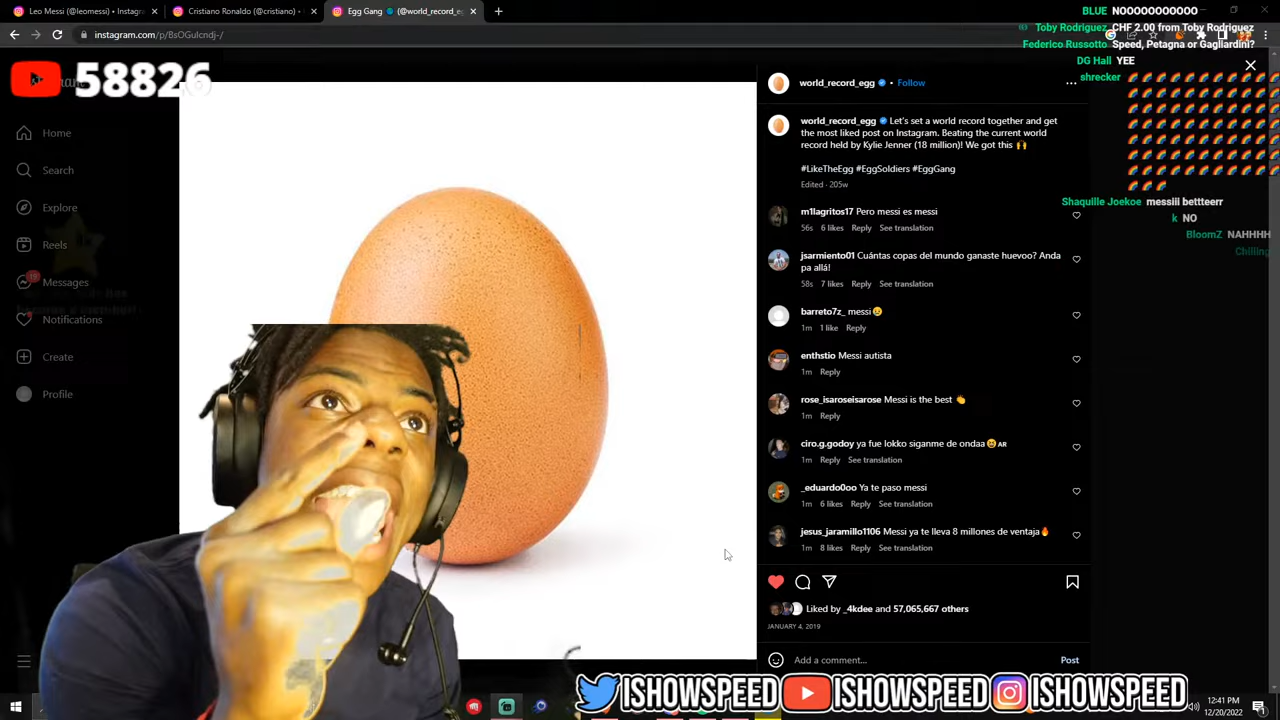 Leo Messi (@leomessi) • Instagra
Cristiano Ronaldo (@cristiano) •
Egg Gang (@world_record_eg
instagram.com/p/BsOGulcndj-/
58826
Home
Search
Explore
Reels
19
Messages
Notifications
Create
Profile
world_record_egg • Follow
world_record_egg Let's set a world record together and get
the most liked post on Instagram. Beating the current world
record held by Kylie Jenner (18 million)! We got this 🙌
#LikeTheEgg #EggSoldiers #EggGang
Edited · 205w
m1lagritos17 Pero messi es messi
56s 6 likes Reply See translation
jsarmiento01 Cuántas copas del mundo ganaste huevoo? Anda
pa allá!
58s 7 likes Reply See translation
barreto7z_ messi
1m 1 like Reply
enthstio Messi autista
1m Reply
rose_isaroseisarose Messi is the best 👏
1m Reply
ciro.g.godoy ya fue lokko siganme de ondaa😆🇦🇷
1m Reply See translation
_eduardo0oo Ya te paso messi
1m 6 likes Reply See translation
jesus_jaramillo1106 Messi ya te lleva 8 millones de ventaja🔥
1m 8 likes Reply See translation
Liked by _4kdee and 57,065,667 others
JANUARY 4, 2019
Add a comment... Post
BLUE NOOOOOOOOOO
Toby Rodriguez CHF 2.00 from Toby Rodriguez
Federico Russotto Speed, Petagna or Gagliardini?
DG Hall YEE
shrecker
Shaquille Joekoe messiii bettteerr
k NO
BloomZ NAHHHH
Chilling
ISHOWSPEED ISHOWSPEED ISHOWSPEED
12:41 PM
12/20/2022